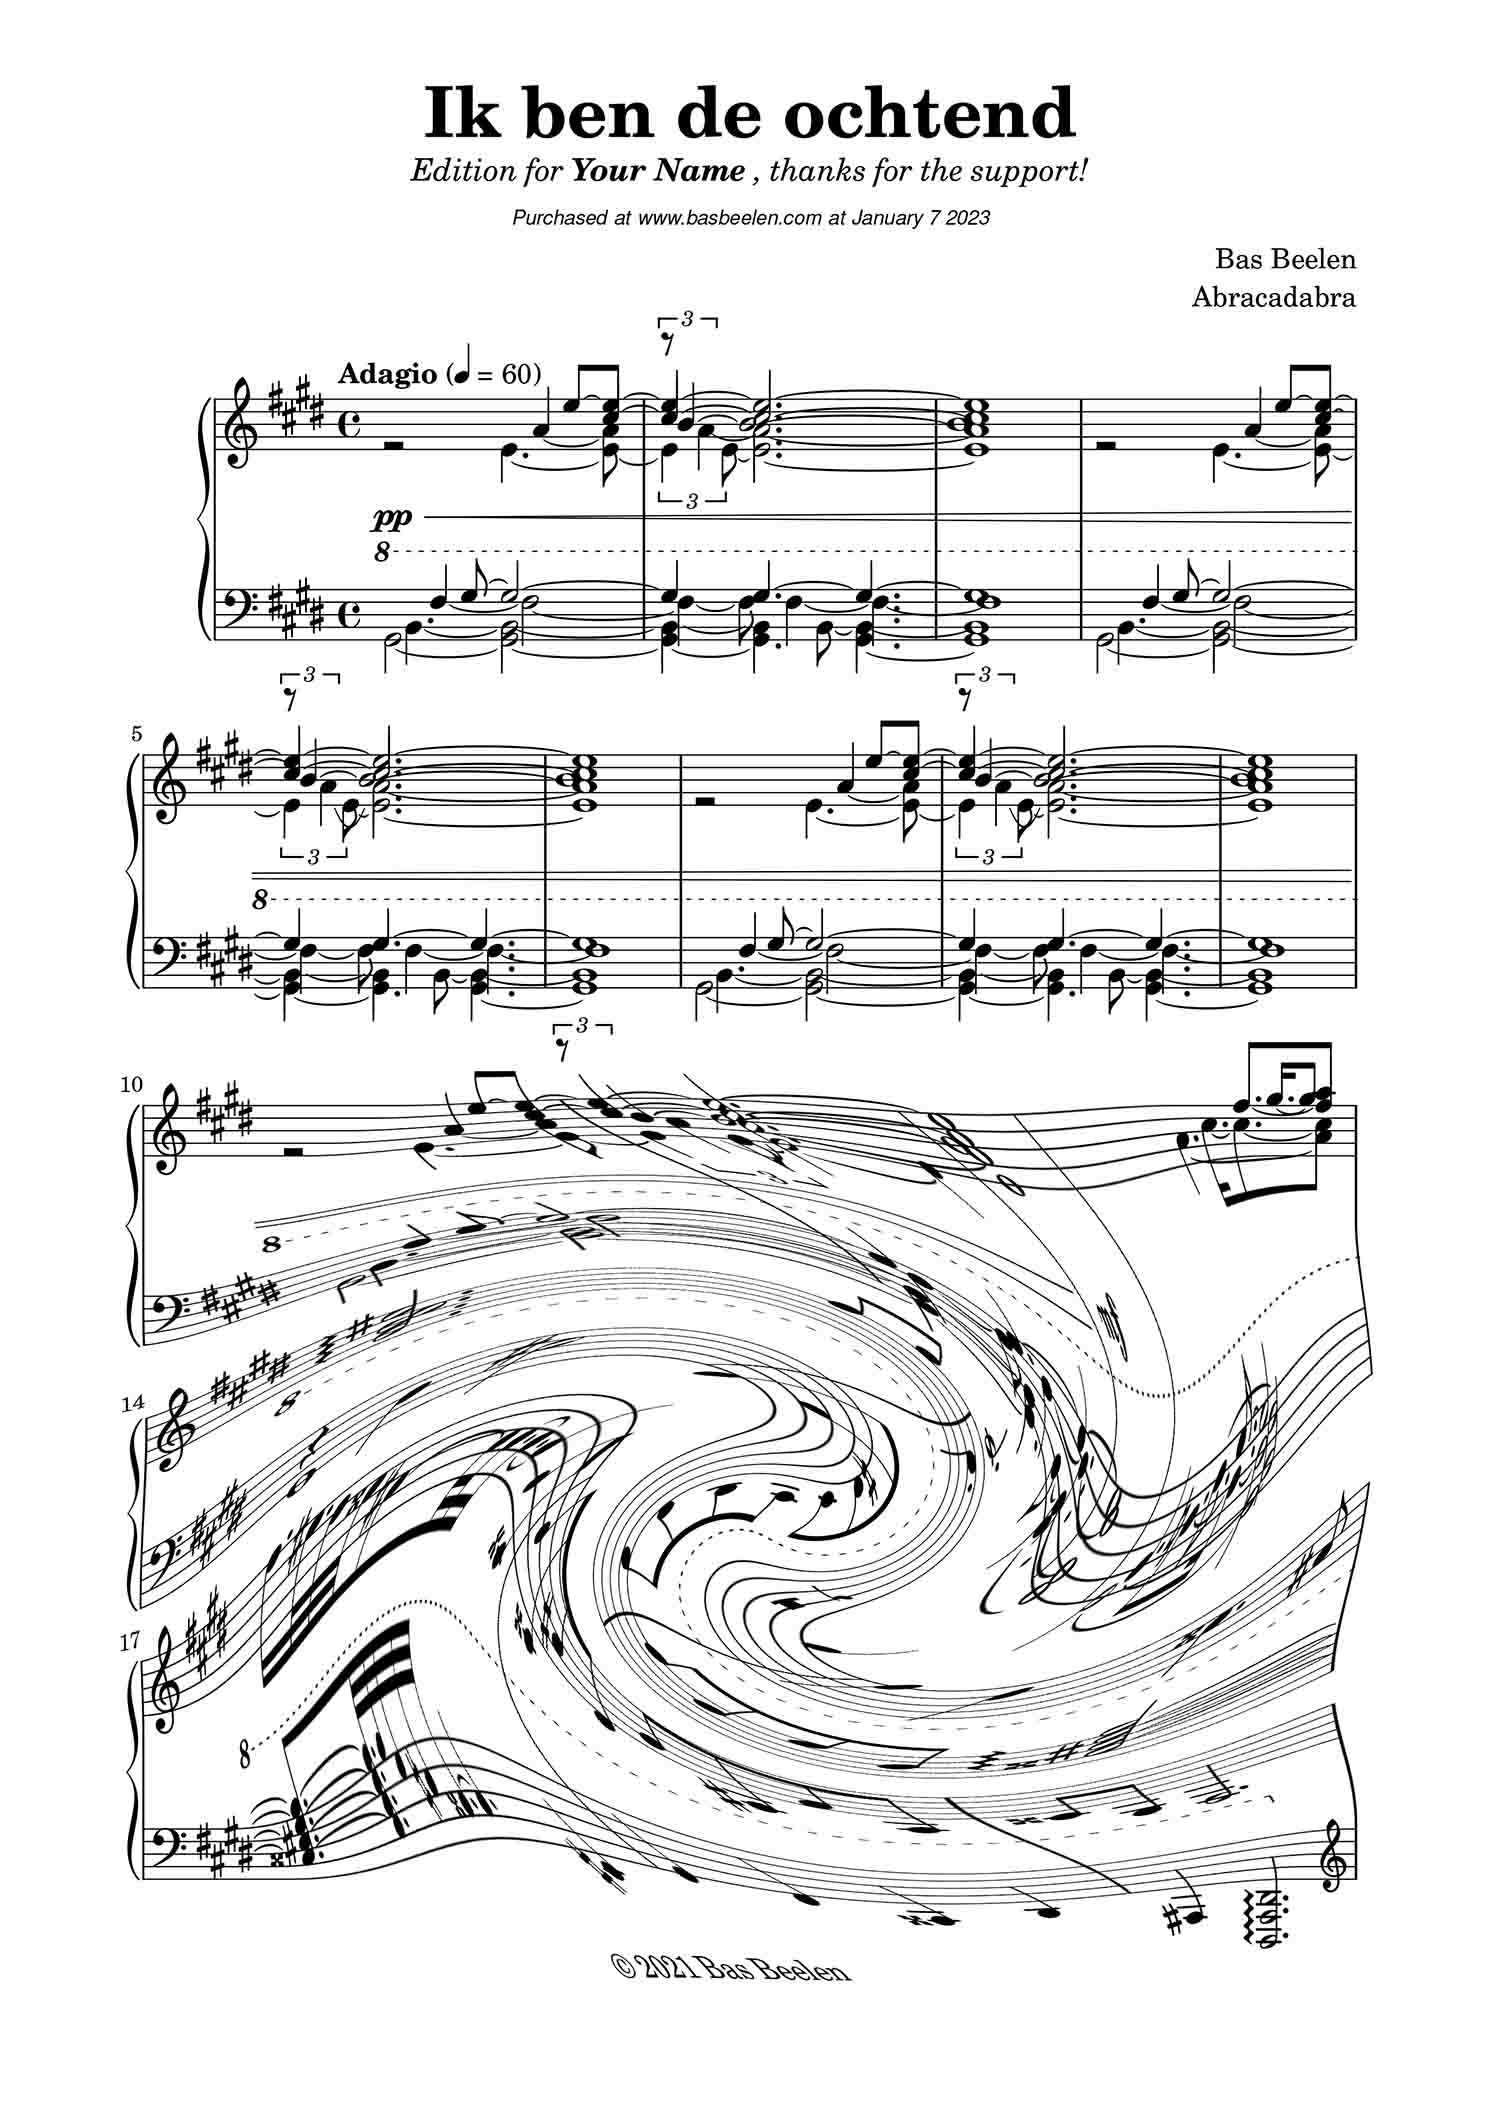 Ik ben de ochtend
Edition for Your Name , thanks for the support!
Purchased at www.basbeelen.com at January 7 2023
Bas Beelen
Abracadabra
3
Adagio (♩ = 60)
3
pp
8
3
3
5
3
3
8
3
10
8
14
8
17
8
© 2021 Bas Beelen